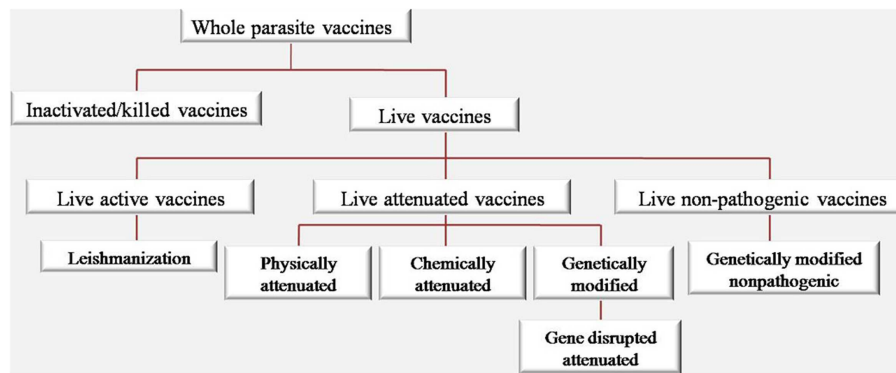 Whole parasite vaccines
Inactivated/killed vaccines
Live vaccines
Live active vaccines
Live attenuated vaccines
Live non-pathogenic vaccines
Leishmanization
Physically
attenuated
Chemically
attenuated
Genetically
modified
Genetically modified
nonpathogenic
Gene disrupted
attenuated